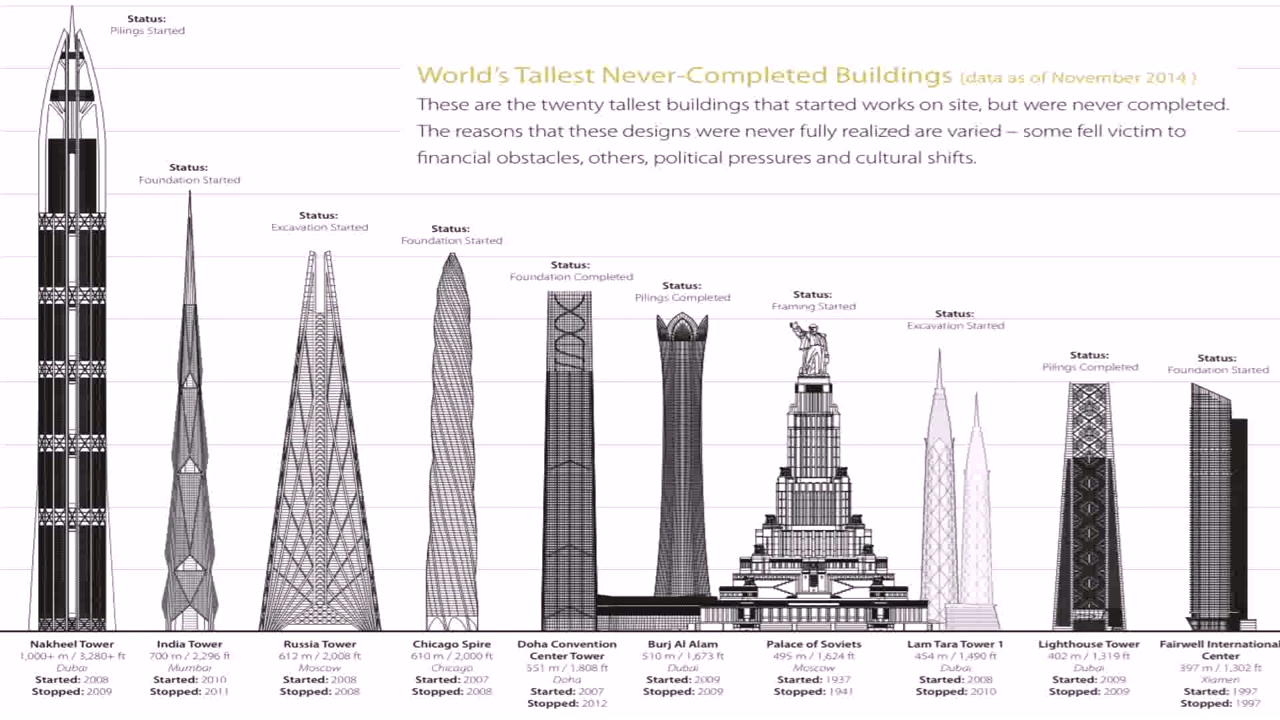 Status:
Pilings Started
World's Tallest Never-Completed Buildings (data as of November 2014 )
These are the twenty tallest buildings that started works on site, but were never completed.
The reasons that these designs were never fully realized are varied – some fell victim to
financial obstacles, others, political pressures and cultural shifts.
Status:
Foundation Started
Status:
Excavation Started
Status:
Foundation Started
Status:
Foundation Completed
Status:
Pilings Completed
Status:
Framing Started
Status:
Excavation Started
Status:
Pilings Completed
Status:
Foundation Started
Nakheel Tower
1,000+ m / 3,280+ ft
Dubai
Started: 2008
Stopped: 2009
India Tower
700 m / 2,296 ft
Mumbai
Started: 2010
Stopped: 2011
Russia Tower
612 m / 2,008 ft
Moscow
Started: 2008
Stopped: 2008
Chicago Spire
610 m / 2,000 ft
Chicago
Started: 2007
Stopped: 2008
Doha Convention
Center Tower
551 m / 1,808 ft
Doha
Started: 2007
Stopped: 2012
Burj Al Alam
510 m / 1,673 ft
Dubai
Started: 2009
Stopped: 2009
Palace of Soviets
495 m / 1,624 ft
Moscow
Started: 1937
Stopped: 1941
Lam Tara Tower 1
454 m / 1,490 ft
Dubai
Started: 2008
Stopped: 2010
Lighthouse Tower
402 m / 1,319 ft
Dubai
Started: 2009
Stopped: 2009
Fairwell International
Center
397 m / 1,302 ft
Xiamen
Started: 1997
Stopped: 1997